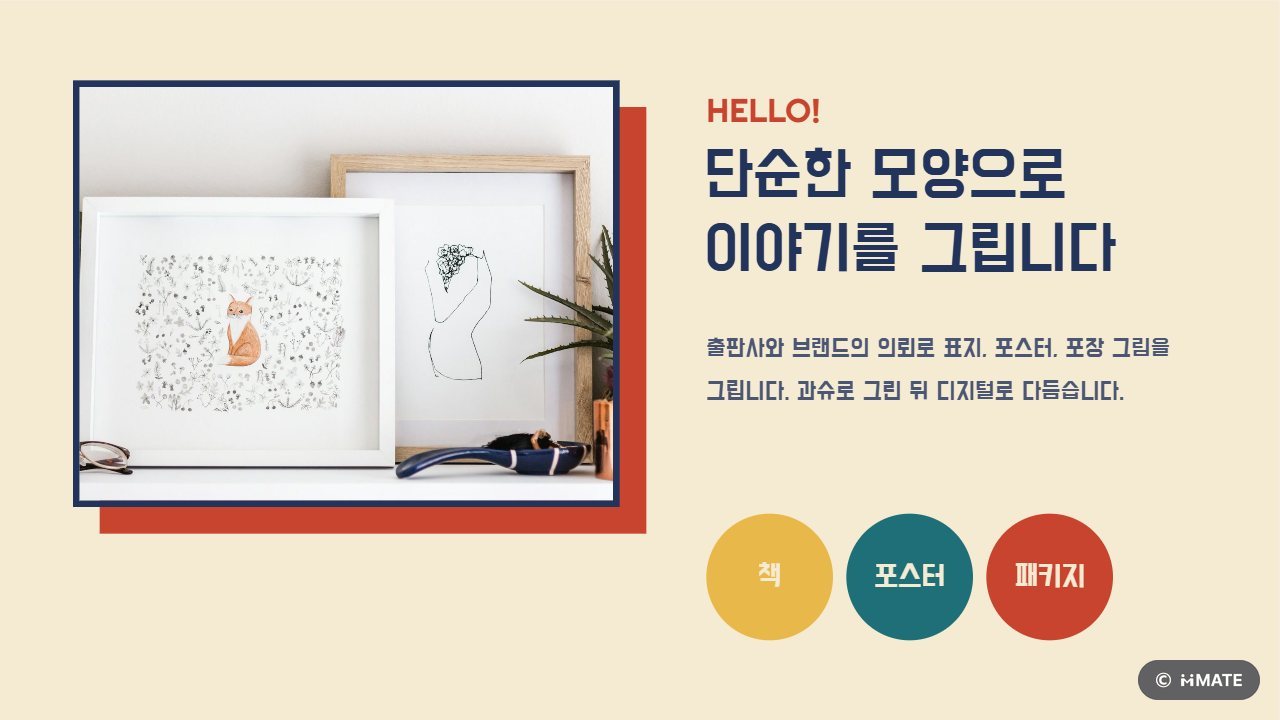 HELLO!
단순한 모양으로
이야기를 그립니다
출판사와 브랜드의 의뢰로 표지, 포스터, 포장 그림을
그립니다. 과슈로 그린 뒤 디지털로 다듬습니다.
책
포스터
패키지
© MATE